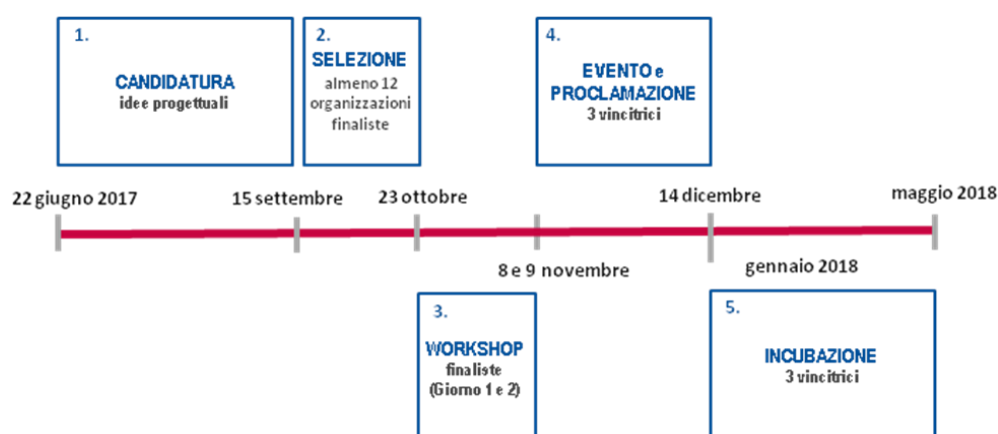 1.
CANDIDATURA
idee progettuali
2.
SELEZIONE
almeno 12
organizzazioni
finaliste
4.
EVENTO e
PROCLAMAZIONE
3 vincitrici
22 giugno 2017
15 settembre
23 ottobre
14 dicembre
maggio 2018
8 e 9 novembre
gennaio 2018
3.
WORKSHOP
finaliste
(Giorno 1 e 2)
5.
INCUBAZIONE
3 vincitrici